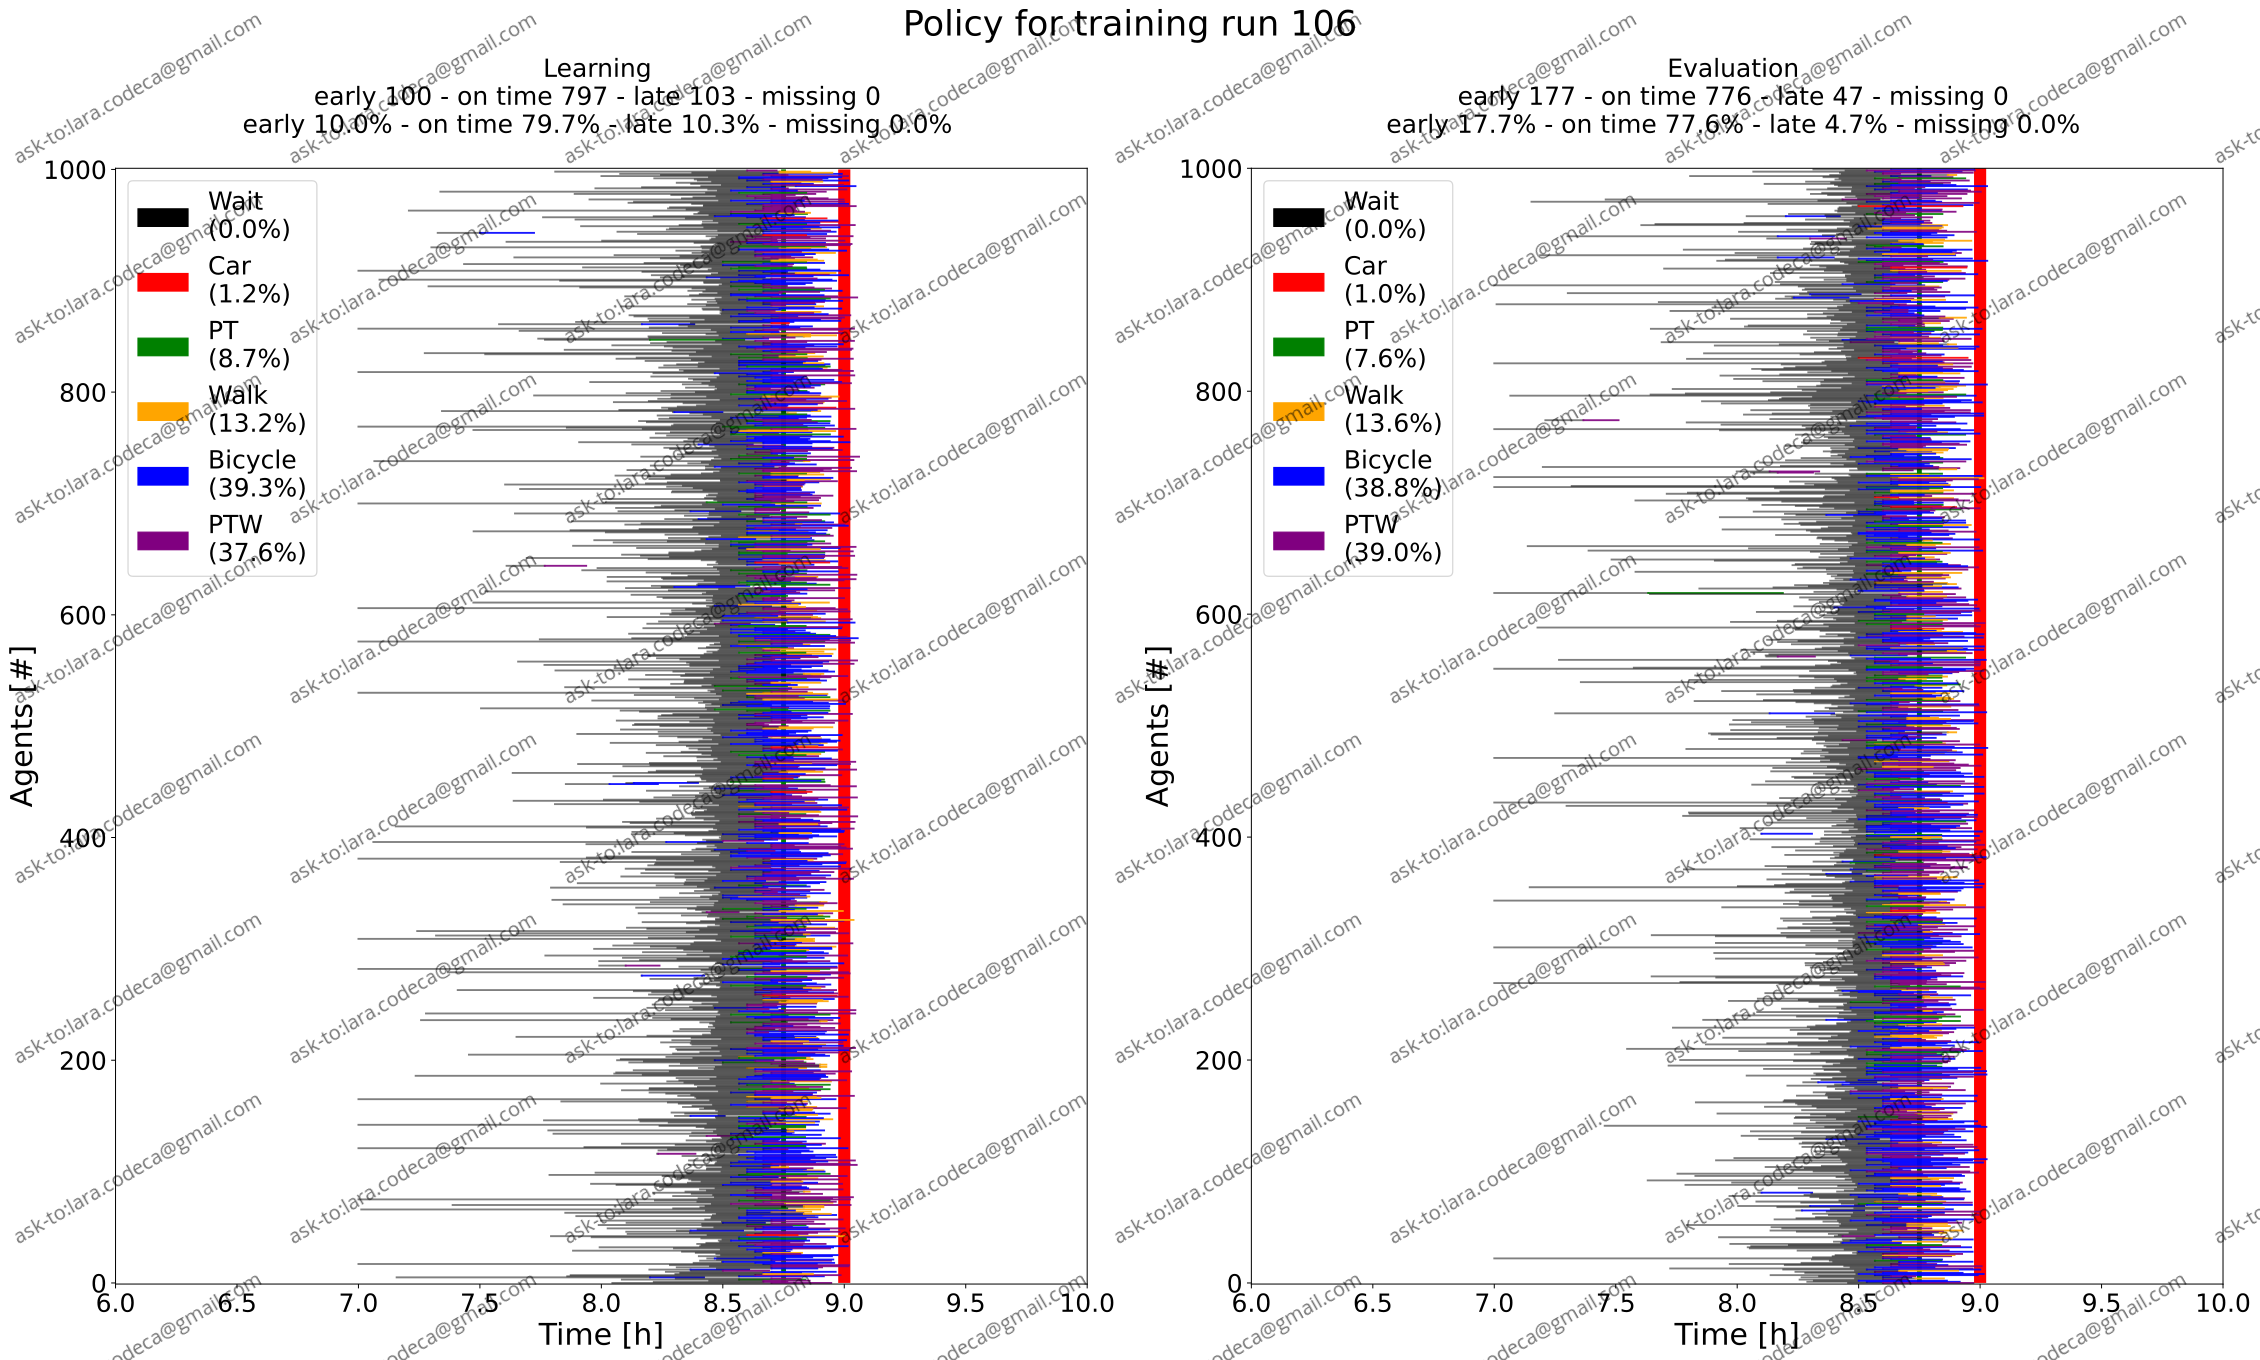 Policy for training run 106
Learning
early 100 - on time 797 - late 103 - missing 0
early 10.0% - on time 79.7% - late 10.3% - missing 0.0%
Agents [#]
1000
800
600
400
200
0
Wait
(0.0%)
Car
(1.2%)
PT
(8.7%)
Walk
(13.2%)
Bicycle
(39.3%)
PTW
(37.6%)
6.0 6.5 7.0 7.5 8.0 8.5 9.0 9.5 10.0
Time [h]
Evaluation
early 177 - on time 776 - late 47 - missing 0
early 17.7% - on time 77.6% - late 4.7% - missing 0.0%
Agents [#]
1000
800
600
400
200
0
Wait
(0.0%)
Car
(1.0%)
PT
(7.6%)
Walk
(13.6%)
Bicycle
(38.8%)
PTW
(39.0%)
6.0 6.5 7.0 7.5 8.0 8.5 9.0 9.5 10.0
Time [h]
ask-to:lara.codeca@gmail.com